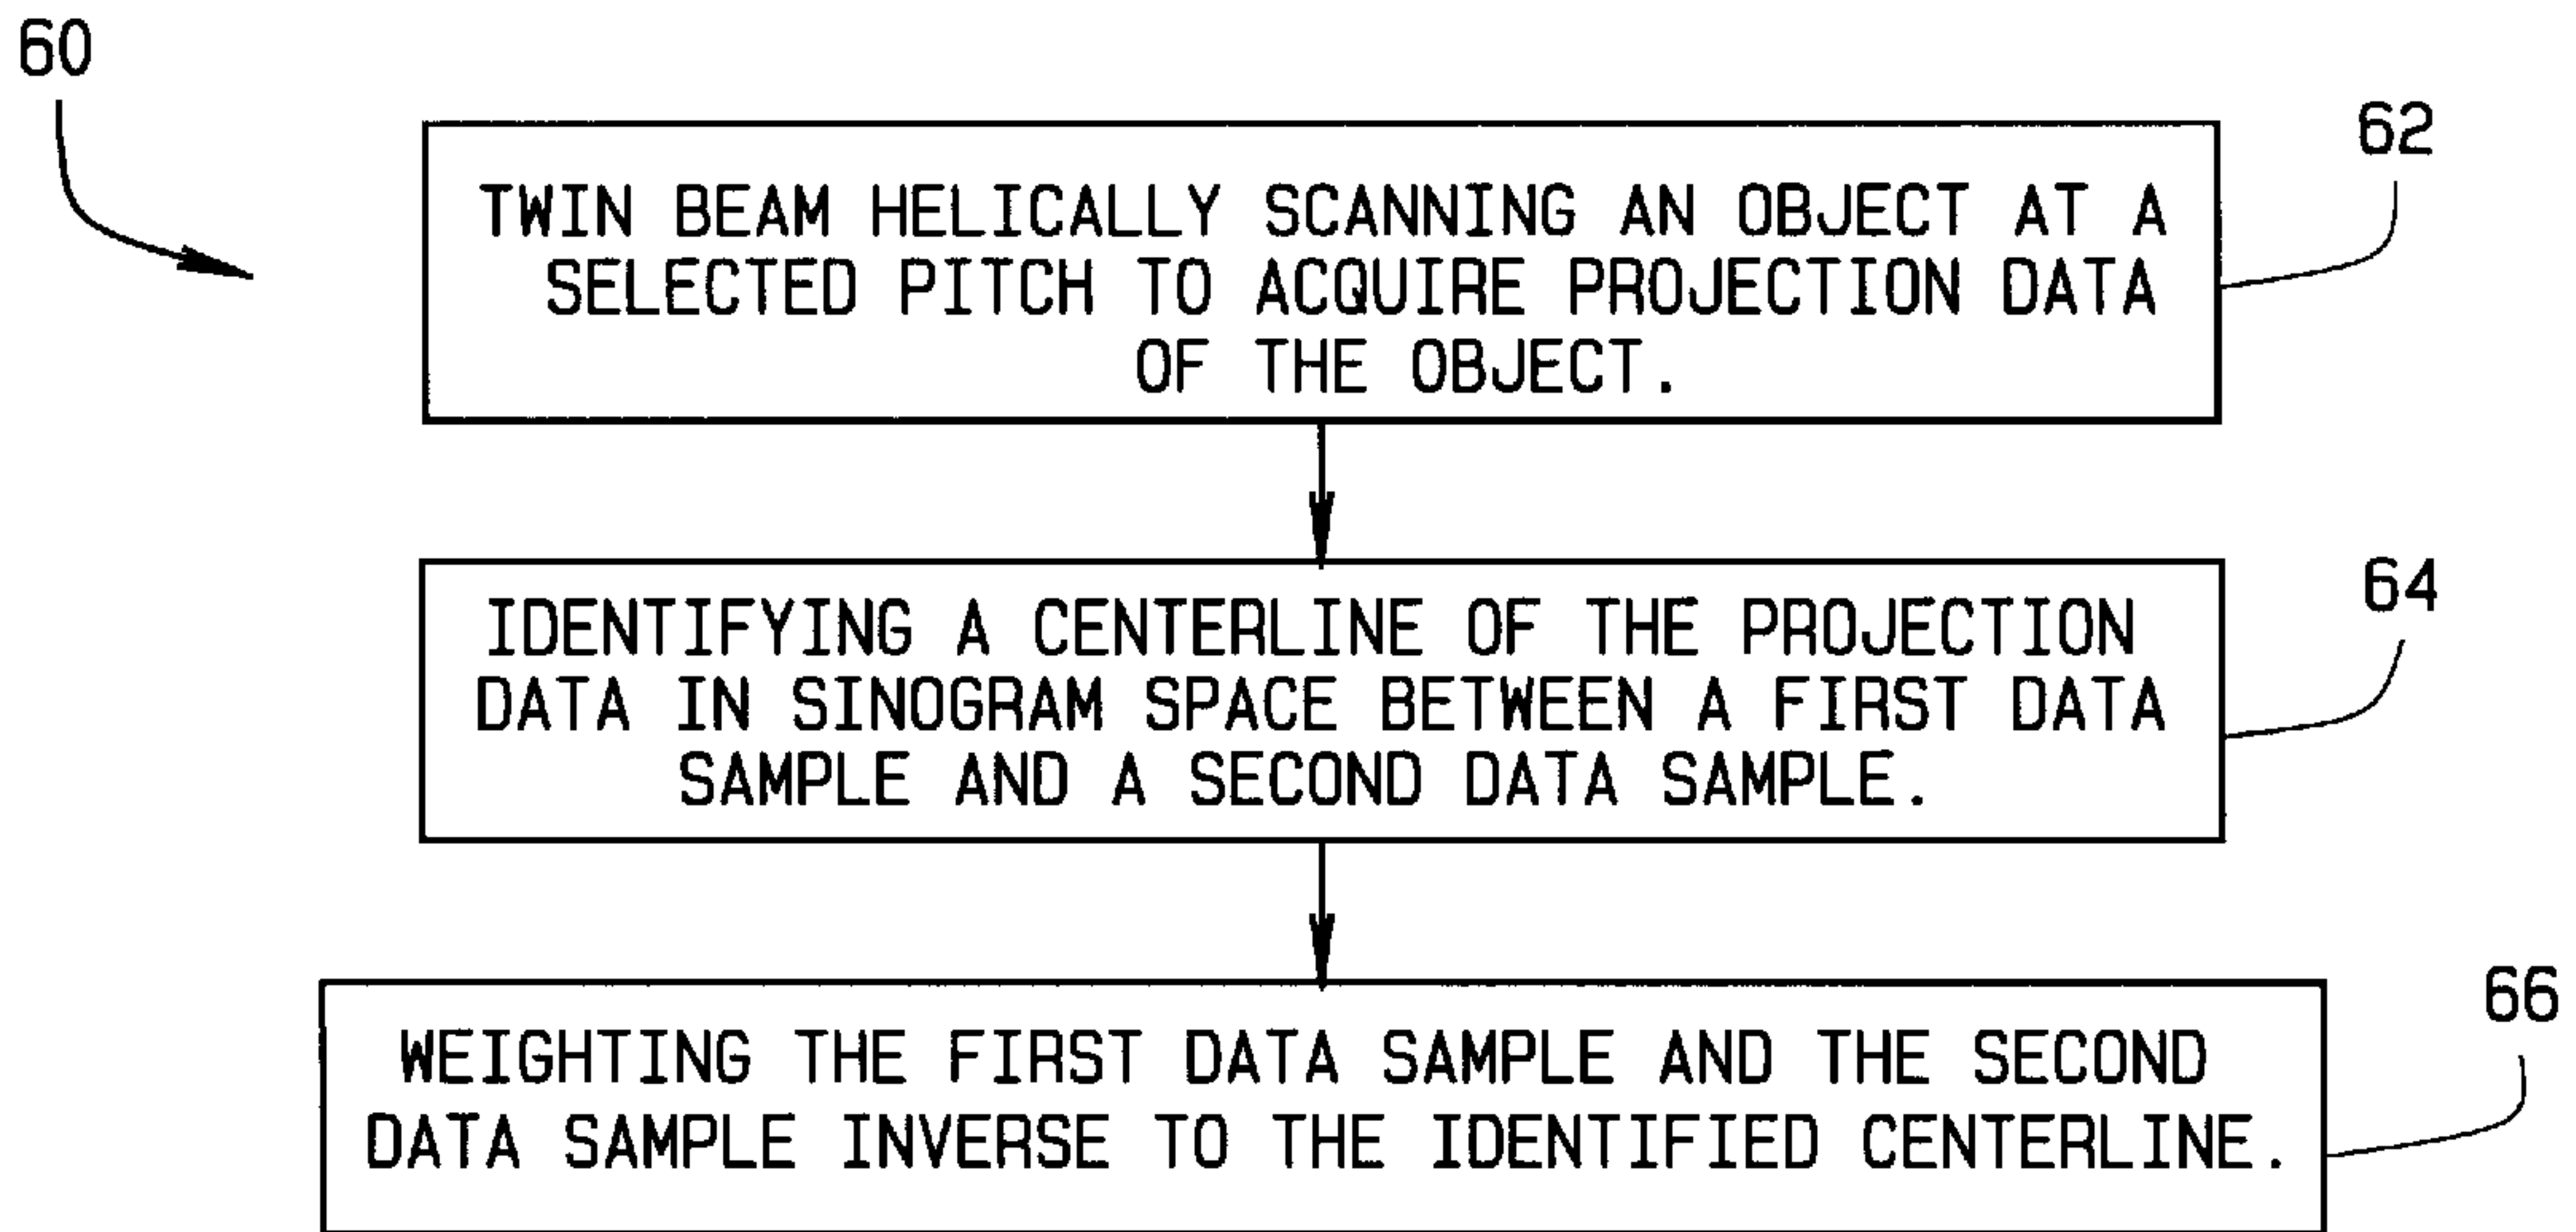 60
62
TWIN BEAM HELICALLY SCANNING AN OBJECT AT A
SELECTED PITCH TO ACQUIRE PROJECTION DATA
OF THE OBJECT.
64
IDENTIFYING A CENTERLINE OF THE PROJECTION
DATA IN SINOGRAM SPACE BETWEEN A FIRST DATA
SAMPLE AND A SECOND DATA SAMPLE.
66
WEIGHTING THE FIRST DATA SAMPLE AND THE SECOND
DATA SAMPLE INVERSE TO THE IDENTIFIED CENTERLINE.